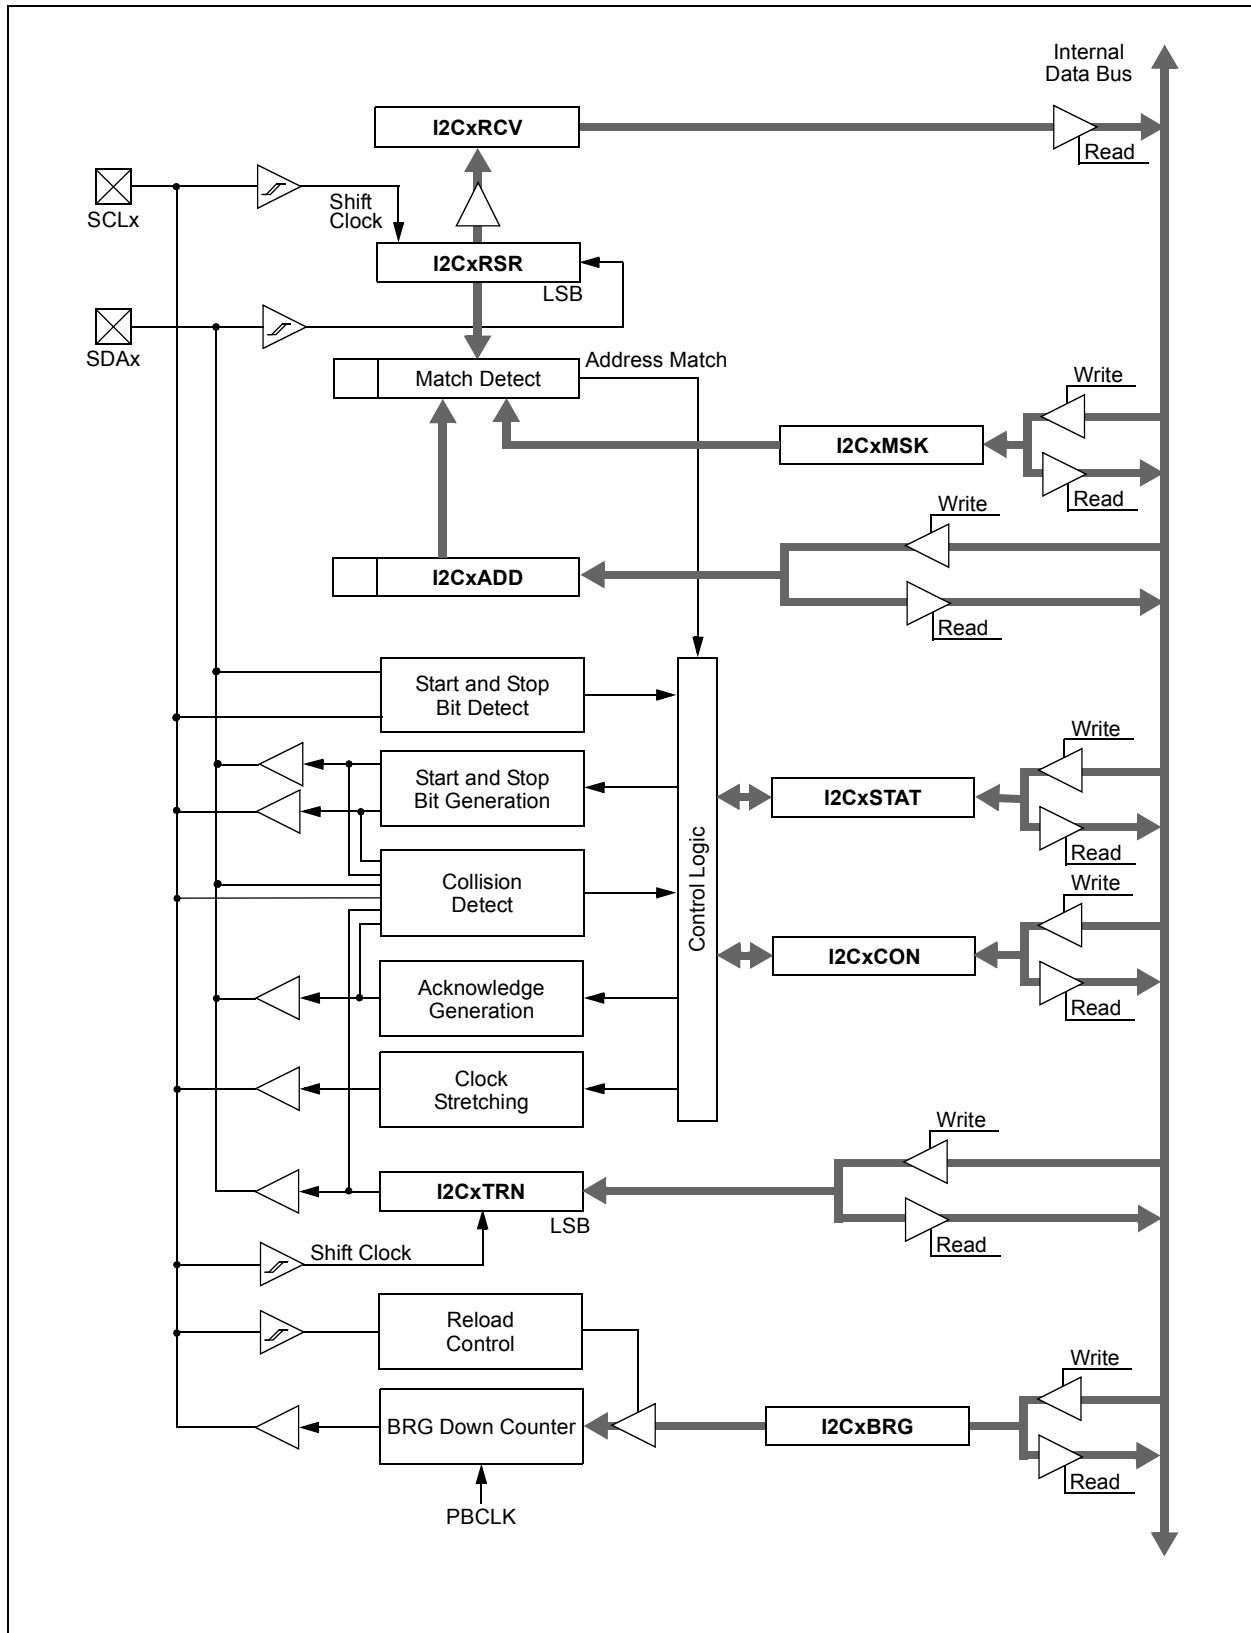 Internal
Data Bus
I2CxRCV
Read
SCLx
Shift
Clock
I2CxRSR
LSB
SDAx
Address Match
Match Detect
Write
I2CxMSK
Read
Write
I2CxADD
Read
Start and Stop
Bit Detect
Write
Start and Stop
Bit Generation
I2CxSTAT
Read
Control Logic
Collision
Detect
Write
I2CxCON
Read
Acknowledge
Generation
Clock
Stretching
Write
I2CxTRN
LSB
Read
Shift Clock
Reload
Control
Write
BRG Down Counter
I2CxBRG
Read
PBCLK